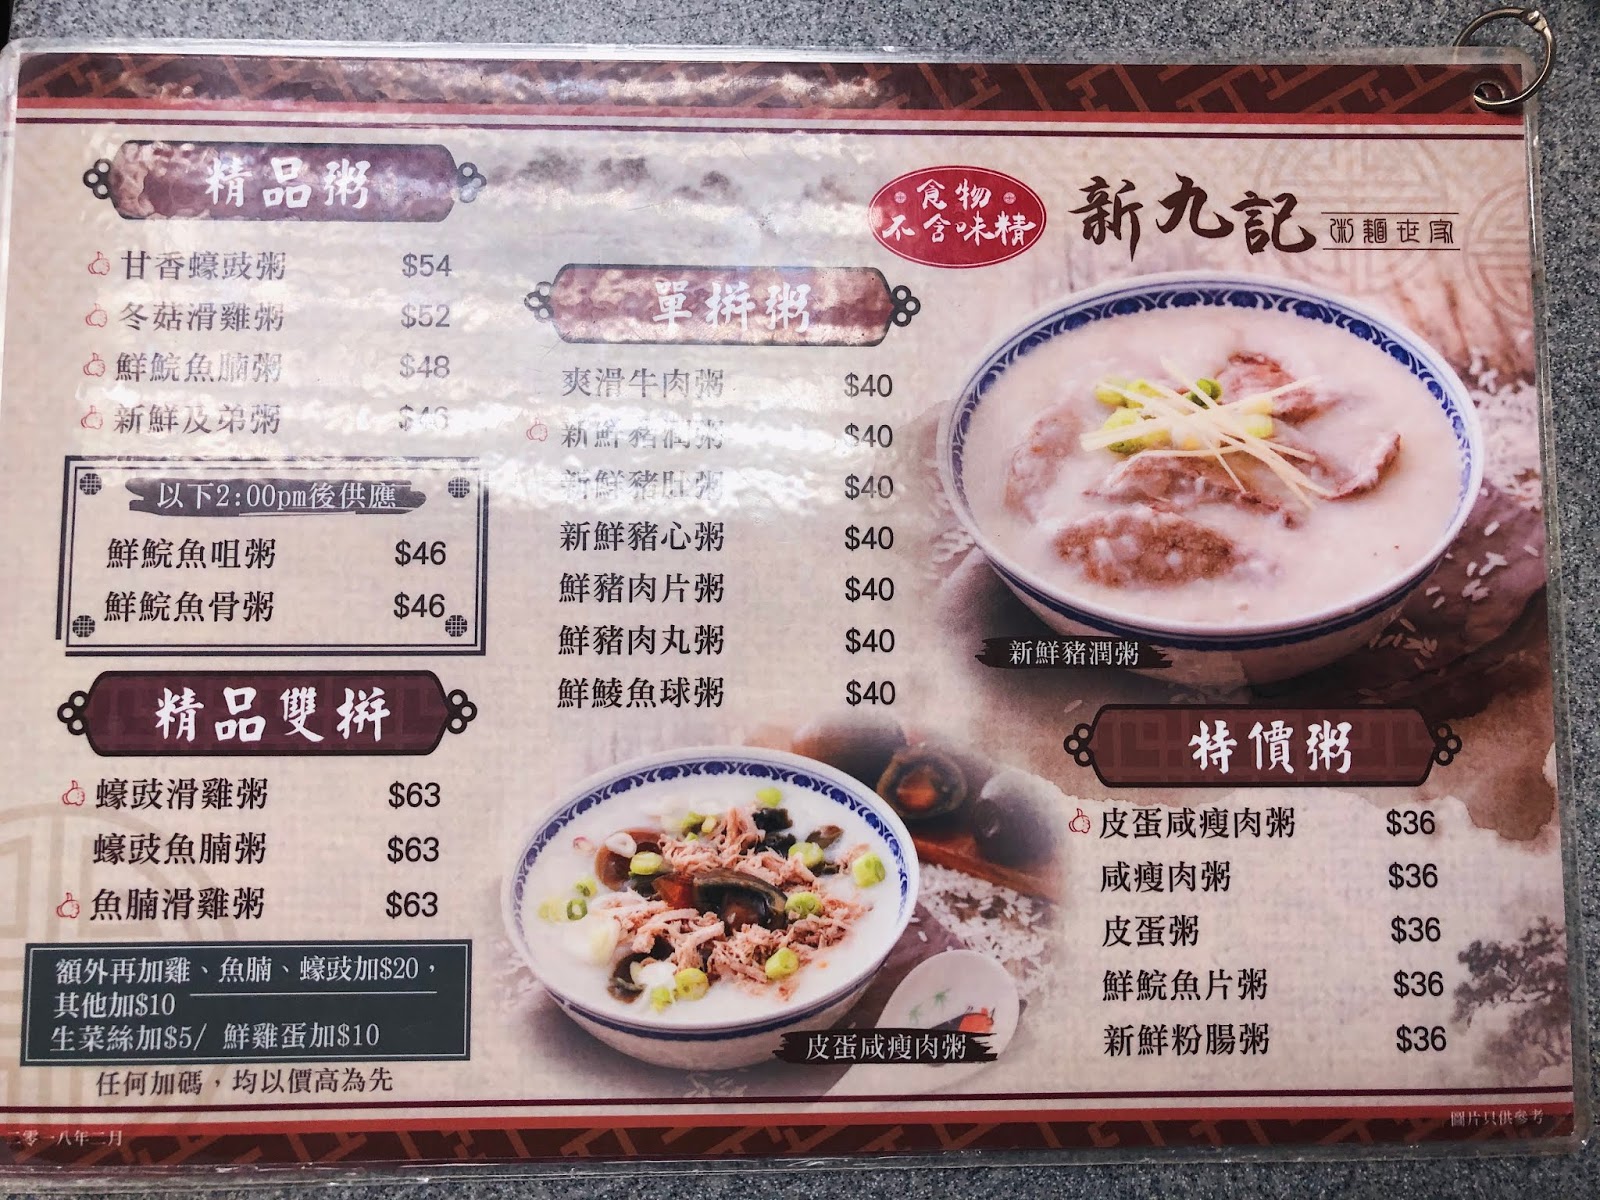 精品粥
甘香蠔豉粥 $54
冬菇滑雞粥 $52
鮮鯇魚腩粥 $48
新鮮及弟粥 $46
以下2:00pm後供應
鮮鯇魚咀粥 $46
鮮鯇魚骨粥 $46
精品雙拼
蠔豉滑雞粥 $63
蠔豉魚腩粥 $63
魚腩滑雞粥 $63
額外再加雞、魚腩、蠔豉加$20，
其他加$10
生菜絲加$5/ 鮮雞蛋加$10
任何加碼，均以價高為先
二零一八年二月
單拼粥
爽滑牛肉粥 $40
新鮮豬潤粥 $40
新鮮豬肚粥 $40
新鮮豬心粥 $40
鮮豬肉片粥 $40
鮮豬肉丸粥 $40
鮮鯪魚球粥 $40
皮蛋咸瘦肉粥
食物
不含味精
新九記 粥麵世家
新鮮豬潤粥
特價粥
皮蛋咸瘦肉粥 $36
咸瘦肉粥 $36
皮蛋粥 $36
鮮鯇魚片粥 $36
新鮮粉腸粥 $36
圖片只供參考